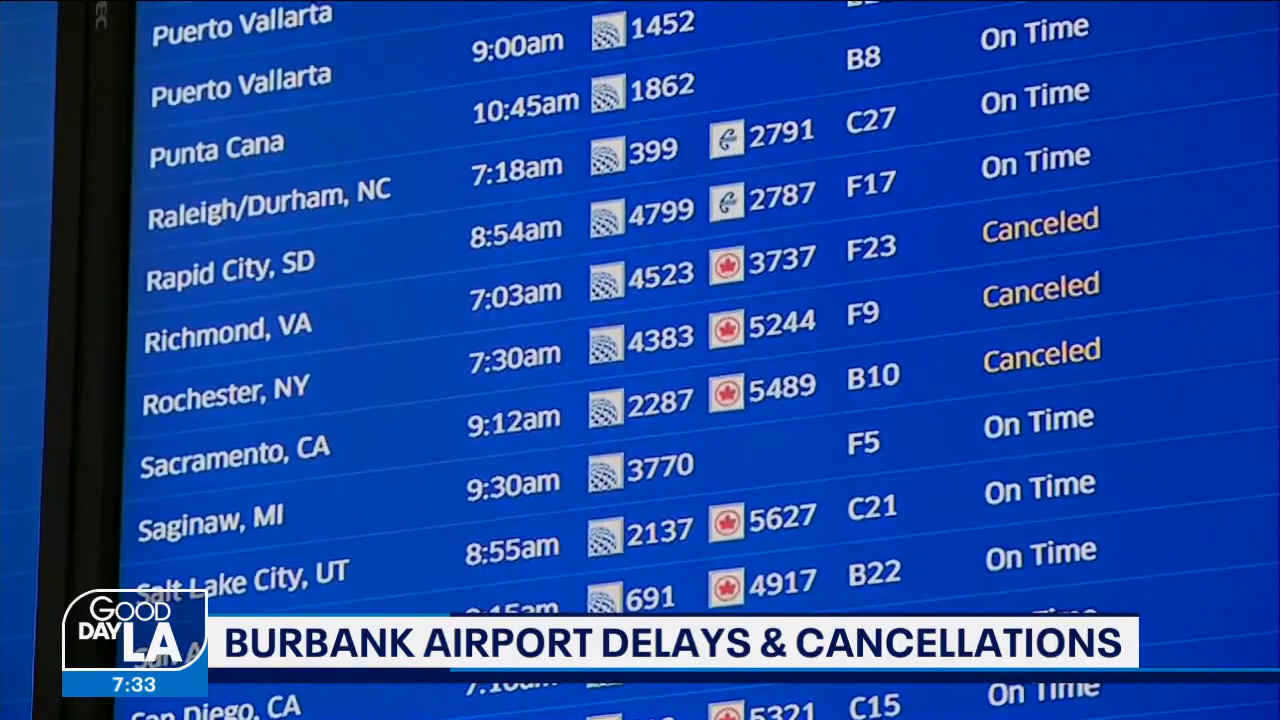 Puerto Vallarta
Puerto Vallarta 9:00am 1452
Punta Cana 10:45am 1862 B8 On Time
Raleigh/Durham, NC 7:18am 399 2791 C27 On Time
Rapid City, SD 8:54am 4799 2787 F17 On Time
Richmond, VA 7:03am 4523 3737 F23 Canceled
Rochester, NY 7:30am 4383 5244 F9 Canceled
Sacramento, CA 9:12am 2287 5489 B10 Canceled
Saginaw, MI 9:30am 3770 F5 On Time
Salt Lake City, UT 8:55am 2137 5627 C21 On Time
691 4917 B22 On Time
San Diego, CA Time
5321 C15 On Time
GOOD
DAY LA
7:33
BURBANK AIRPORT DELAYS & CANCELLATIONS